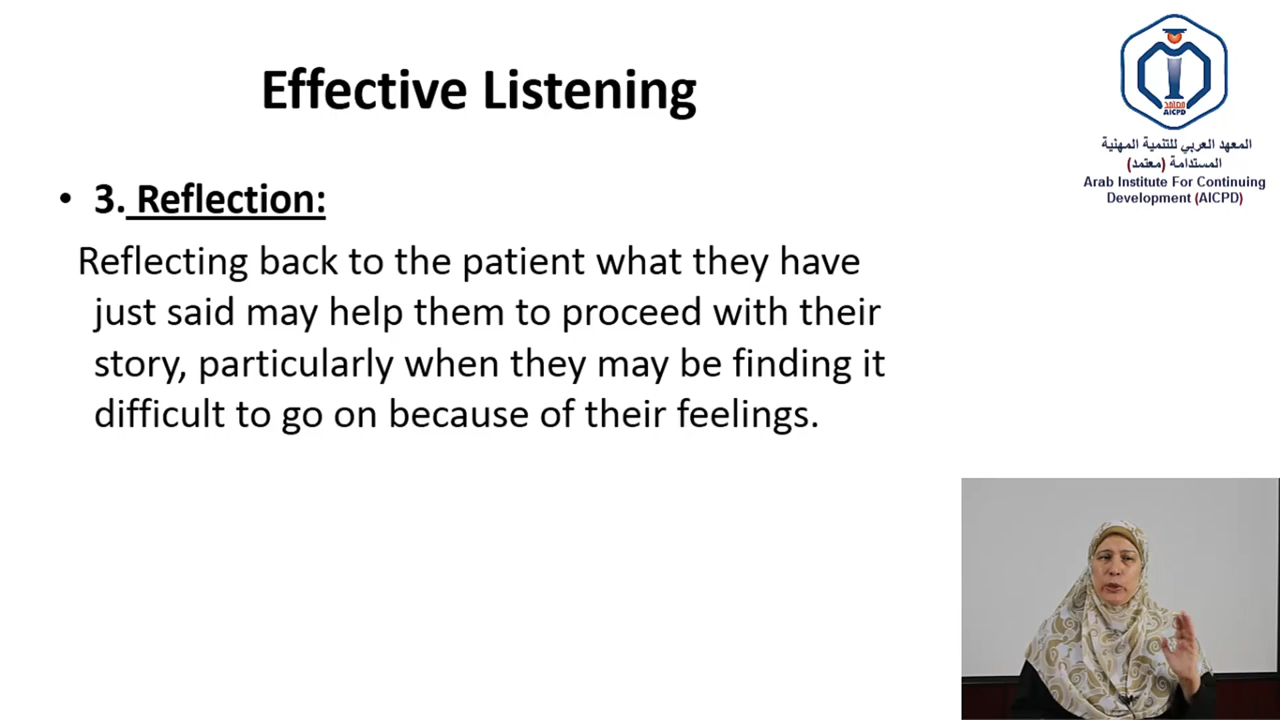 Effective Listening
• 3. Reflection:
Reflecting back to the patient what they have
just said may help them to proceed with their
story, particularly when they may be finding it
difficult to go on because of their feelings.
معتمد
AICPD
المعهد العربي للتنمية المهنية
المستدامة (معتمد)
Arab Institute For Continuing
Development (AICPD)